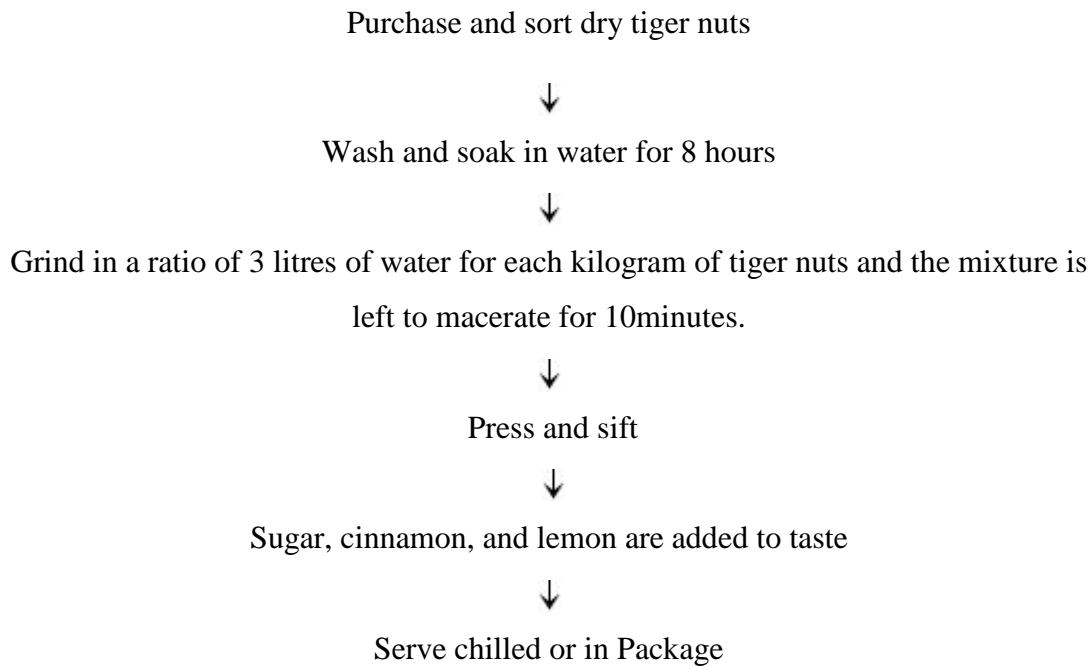 Purchase and sort dry tiger nuts
↓
Wash and soak in water for 8 hours
↓
Grind in a ratio of 3 litres of water for each kilogram of tiger nuts and the mixture is
left to macerate for 10minutes.
↓
Press and sift
↓
Sugar, cinnamon, and lemon are added to taste
↓
Serve chilled or in Package